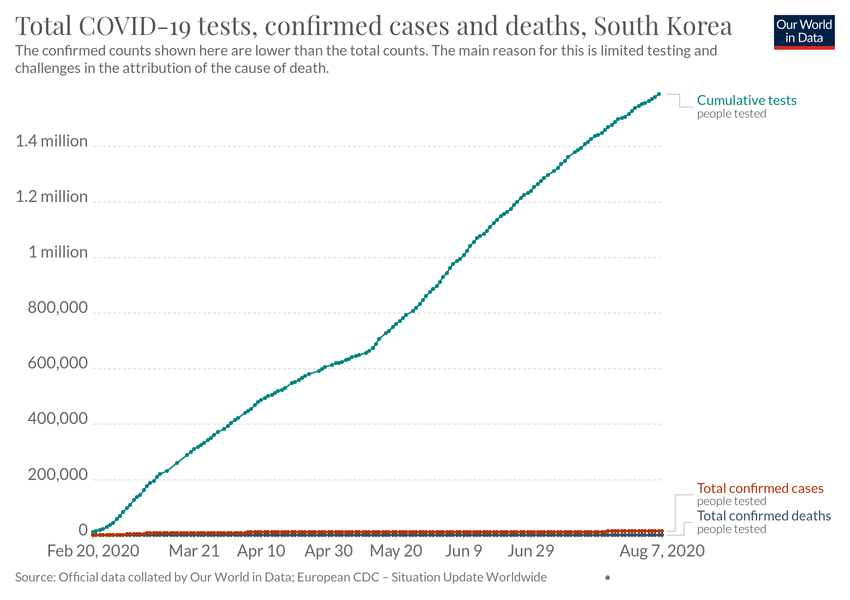 Total COVID-19 tests, confirmed cases and deaths, South Korea
Our World
in Data
The confirmed counts shown here are lower than the total counts. The main reason for this is limited testing and
challenges in the attribution of the cause of death.
Cumulative tests
people tested
1.4 million
1.2 million
1 million
800,000
600,000
400,000
200,000
0
Total confirmed cases
people tested
Total confirmed deaths
people tested
Feb 20, 2020 Mar 21 Apr 10 Apr 30 May 20 Jun 9 Jun 29 Aug 7, 2020
Source: Official data collated by Our World in Data; European CDC – Situation Update Worldwide •